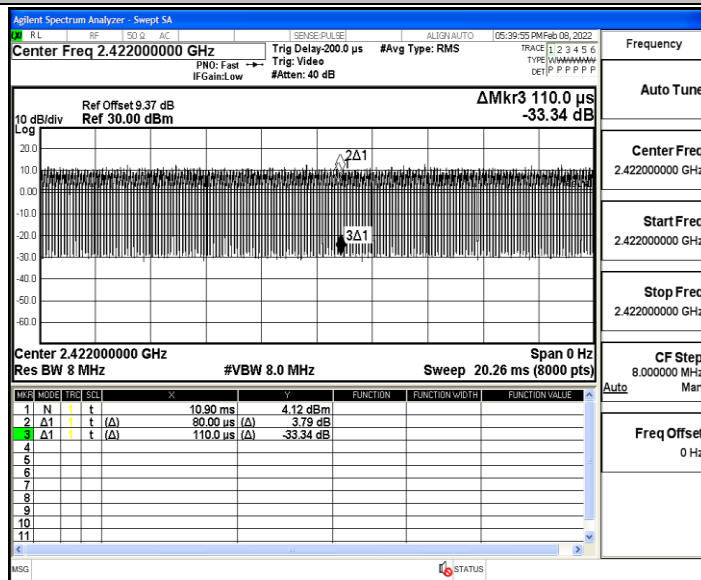 Agilent Spectrum Analyzer - Swept SA
RL RF 50 Ω AC SENSE:PULSE ALIGN AUTO 05:39:55 PM Feb 08, 2022
Center Freq 2.422000000 GHz Trig Delay-200.0 µs #Avg Type: RMS TRACE 1 2 3 4 5 6
PNO: Fast Trig: Video TYPE
IFGain:Low #Atten: 40 dB DET P P P P P P
Frequency
ΔMkr3 110.0 µs
-33.34 dB
Ref Offset 9.37 dB
10 dB/div Ref 30.00 dBm
Log
20.0
10.0
0.00
-10.0
-20.0
-30.0
-40.0
-50.0
-60.0
2Δ1
1
3Δ1
Center 2.422000000 GHz Span 0 Hz
Res BW 8 MHz #VBW 8.0 MHz Sweep 20.26 ms (8000 pts)
MKR MODE TRC SCL X Y FUNCTION FUNCTION WIDTH FUNCTION VALUE
1 N 1 t 10.90 ms 4.12 dBm
2 Δ1 1 t (Δ) 80.00 µs (Δ) 3.79 dB
3 Δ1 1 t (Δ) 110.0 µs (Δ) -33.34 dB
4
5
6
7
8
9
10
11
MSG STATUS
Auto Tune
Center Freq
2.422000000 GHz
Start Freq
2.422000000 GHz
Stop Freq
2.422000000 GHz
CF Step
8.000000 MHz
Auto Man
Freq Offset
0 Hz